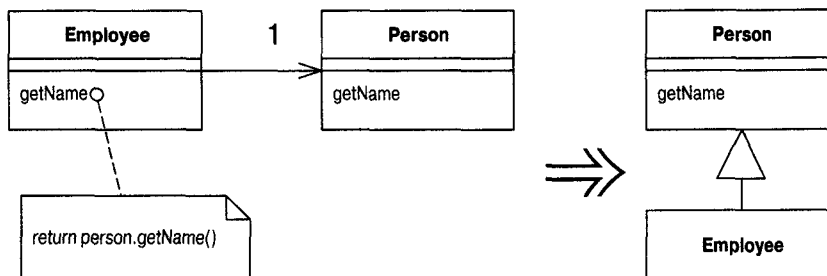 Employee
1
Person
Person
getName
getName
getName
return person.getName()
Employee